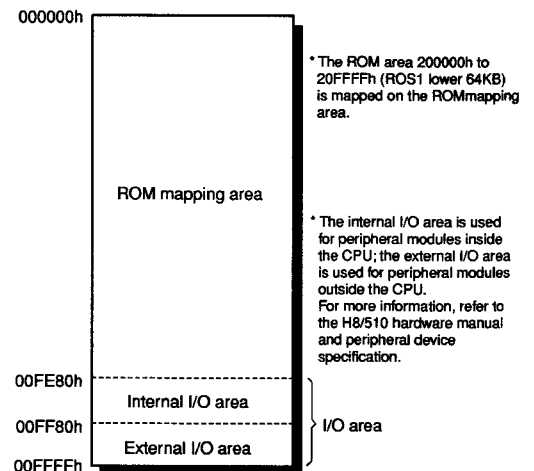 000000h
* The ROM area 200000h to
20FFFFh (ROS1 lower 64KB)
is mapped on the ROMmapping
area.
ROM mapping area
* The internal I/O area is used
for peripheral modules inside
the CPU; the external I/O area
is used for peripheral modules
outside the CPU.
For more information, refer to
the H8/510 hardware manual
and peripheral device
specification.
00FE80h
Internal I/O area
00FF80h
I/O area
External I/O area
00FFFFh